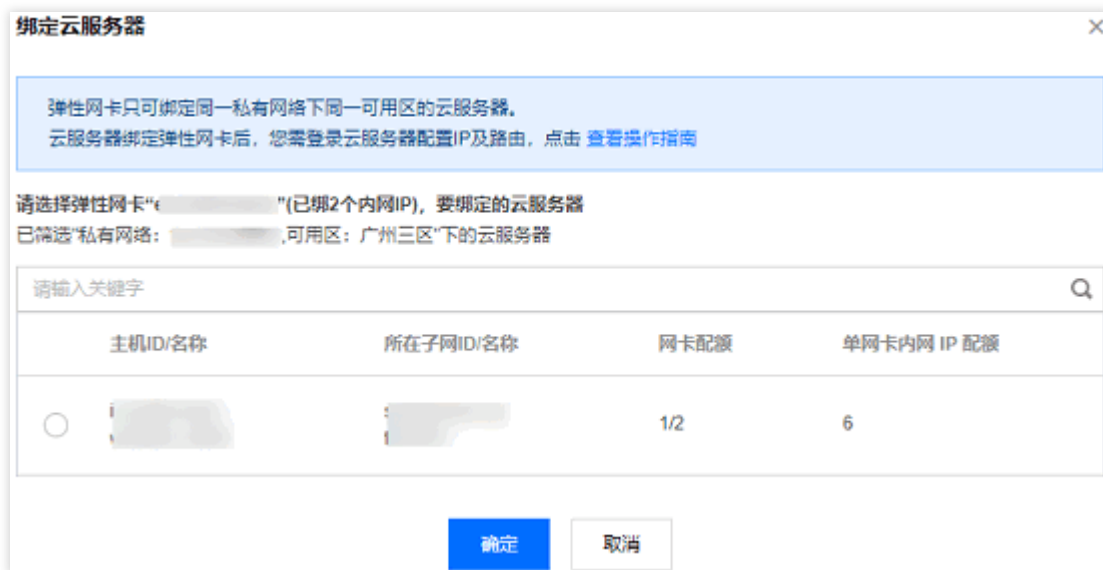 绑定云服务器
弹性网卡只可绑定同一私有网络下同一可用区的云服务器。
云服务器绑定弹性网卡后，您需登录云服务器配置IP及路由，点击 查看操作指南
请选择弹性网卡“e "(已绑2个内网IP)，要绑定的云服务器
已筛选"私有网络： ,可用区：广州三区"下的云服务器
请输入关键字
主机ID/名称 所在子网ID/名称 网卡配额 单网卡内网 IP 配额
1/2 6
确定 取消